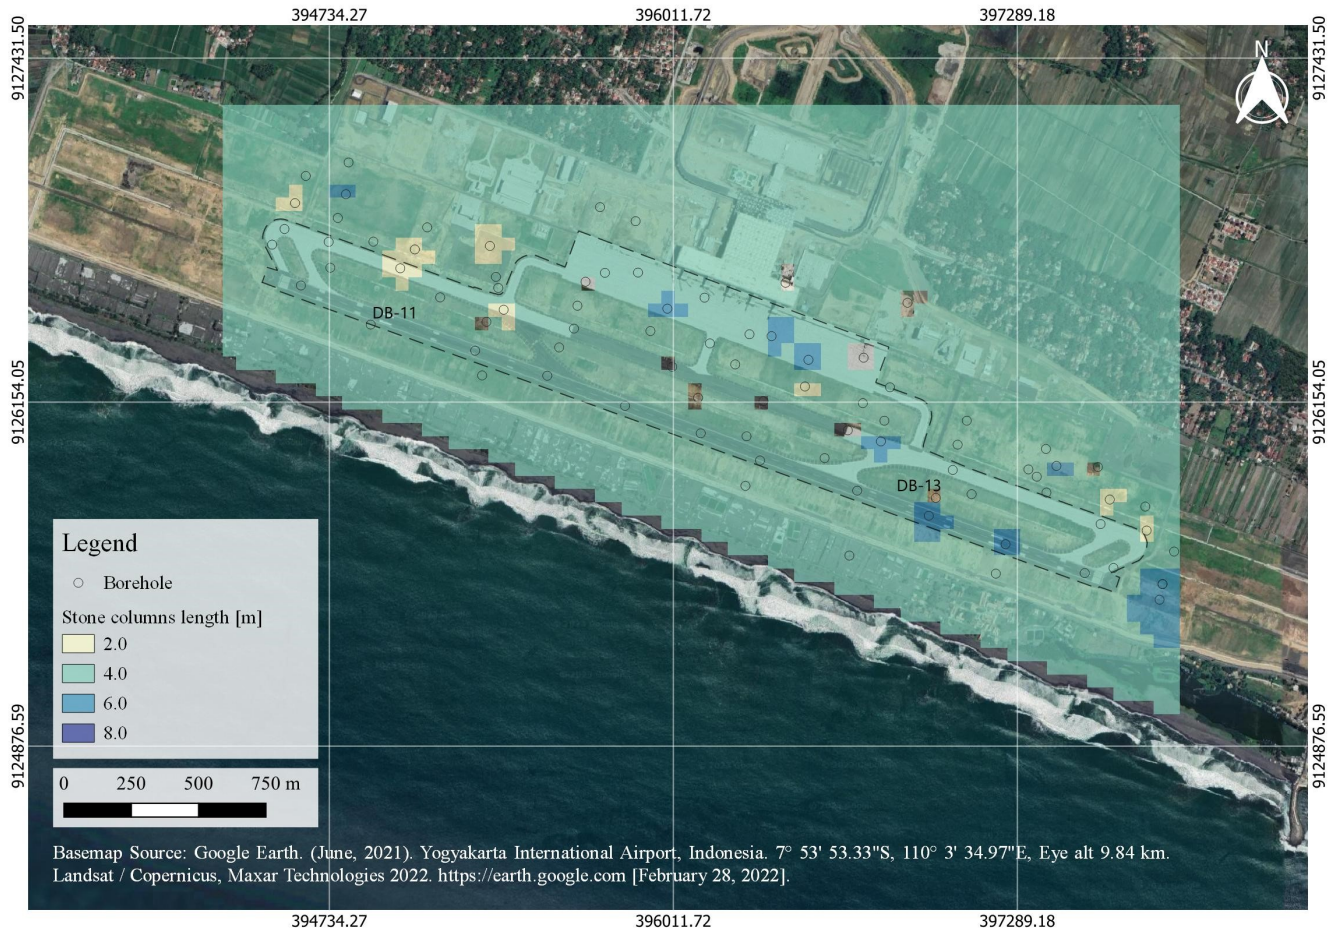 394734.27 396011.72 397289.18
9127431.50 9127431.50
N
DB-11
9126154.05 9126154.05
DB-13
Legend
Borehole
Stone columns length [m]
2.0
4.0
6.0
8.0
9124876.59 9124876.59
0 250 500 750 m
Basemap Source: Google Earth. (June, 2021). Yogyakarta International Airport, Indonesia. 7° 53' 53.33"S, 110° 3' 34.97"E, Eye alt 9.84 km.
Landsat / Copernicus, Maxar Technologies 2022. https://earth.google.com [February 28, 2022].
394734.27 396011.72 397289.18